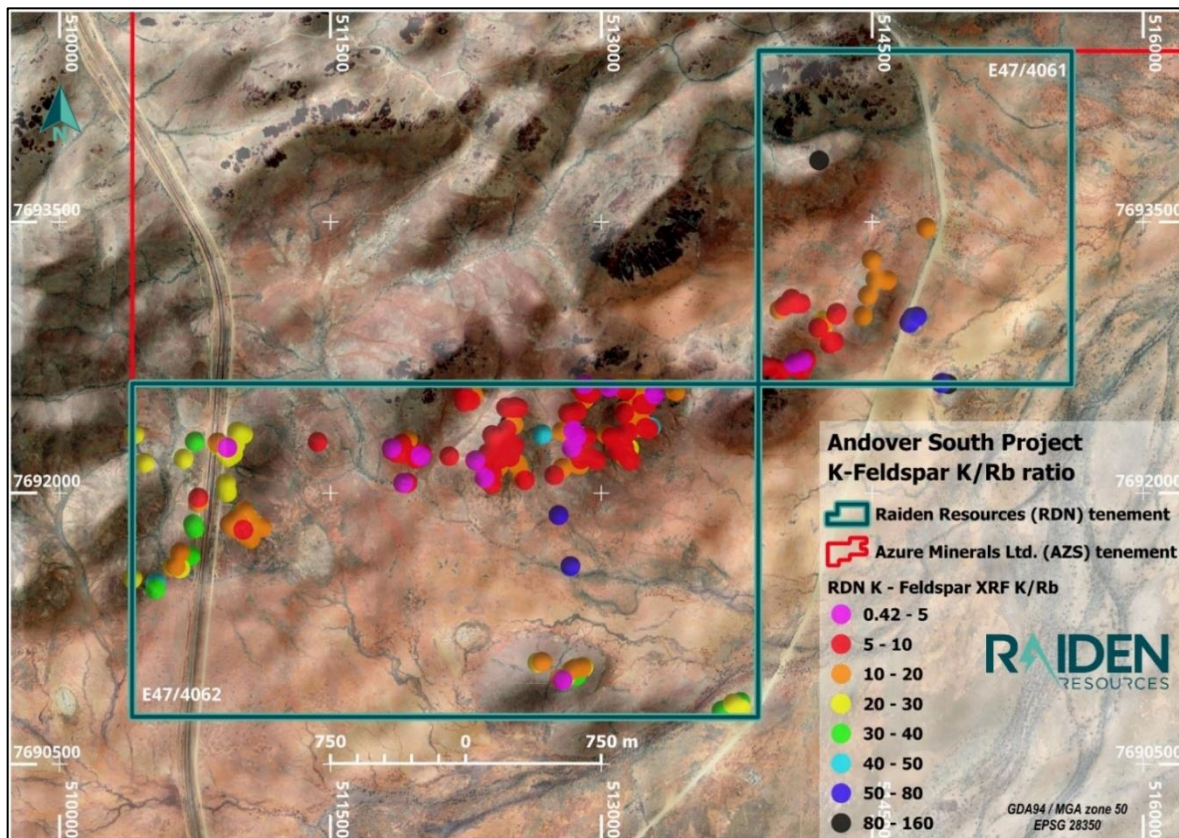 510000
511500
513000
514500
516000
E47/4061
N
7693500
7693500
7692000
Andover South Project
K-Feldspar K/Rb ratio
Raiden Resources (RDN) tenement
Azure Minerals Ltd. (AZS) tenement
RDN K - Feldspar XRF K/Rb
0.42 - 5
5 - 10
10 - 20
20 - 30
30 - 40
40 - 50
50 - 80
80 - 160
RAIDEN
RESOURCES
E47/4062
750
0
750 m
7690500
7690500
510000
511500
513000
GDA94 / MGA zone 50
EPSG 28350
516000